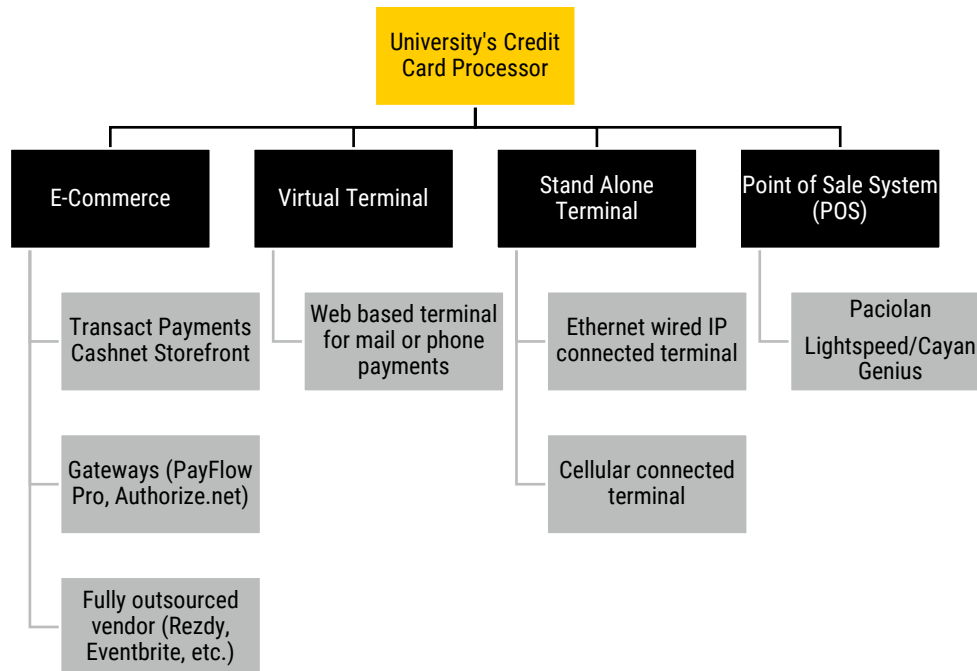 University's Credit
Card Processor
E-Commerce
Virtual Terminal
Stand Alone
Terminal
Point of Sale System
(POS)
Transact Payments
Cashnet Storefront
Gateways (PayFlow
Pro, Authorize.net)
Fully outsourced
vendor (Rezdy,
Eventbrite, etc.)
Web based terminal
for mail or phone
payments
Ethernet wired IP
connected terminal
Cellular connected
terminal
Paciolan
Lightspeed/Cayan
Genius